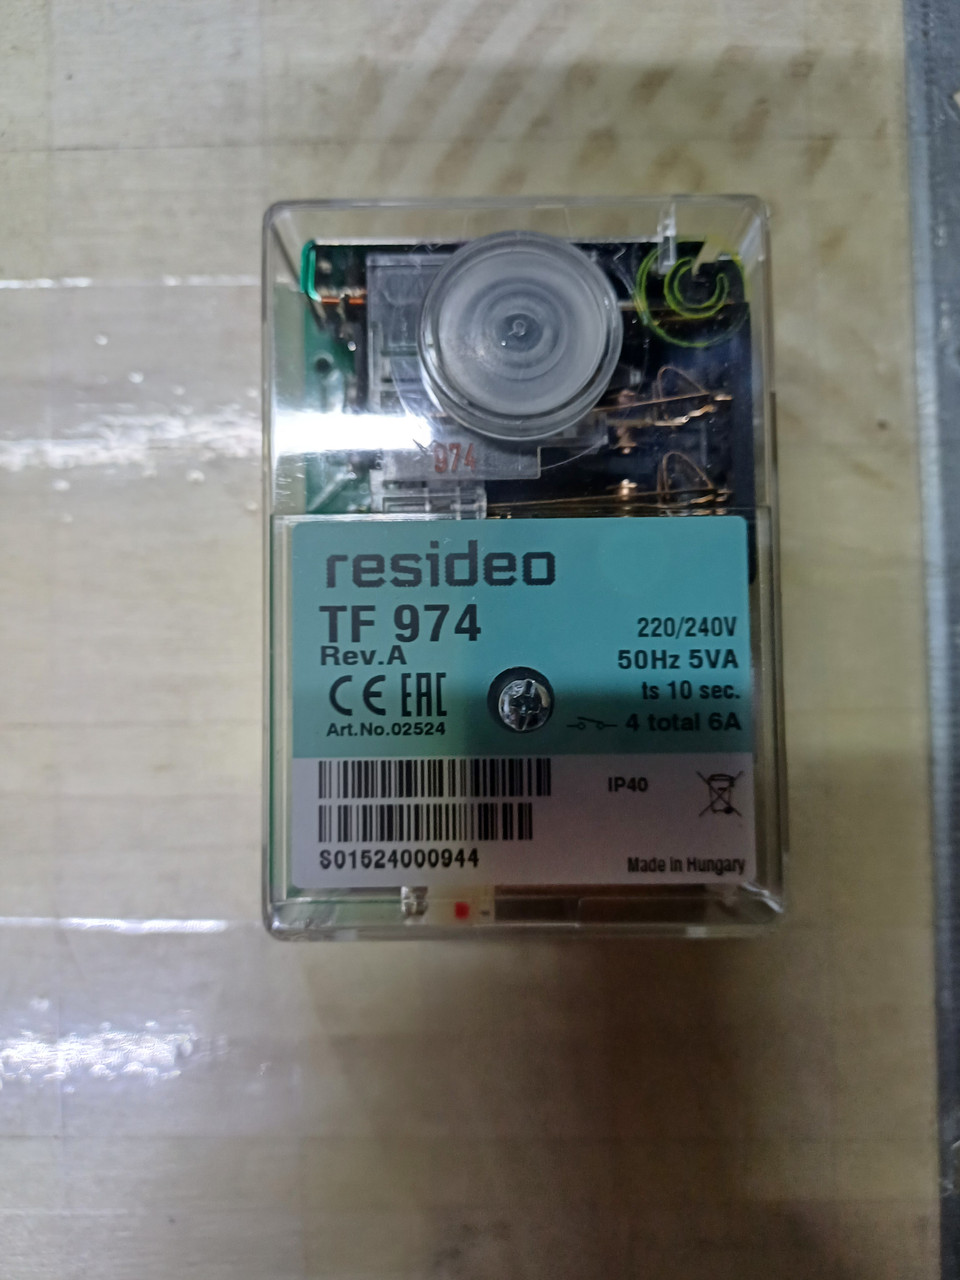 974
resideo
TF 974
Rev.A
220/240V
50Hz 5VA
CE EAC
ts 10 sec.
Art.No.02524
4 total 6A
IP40
S01524000944
Made in Hungary